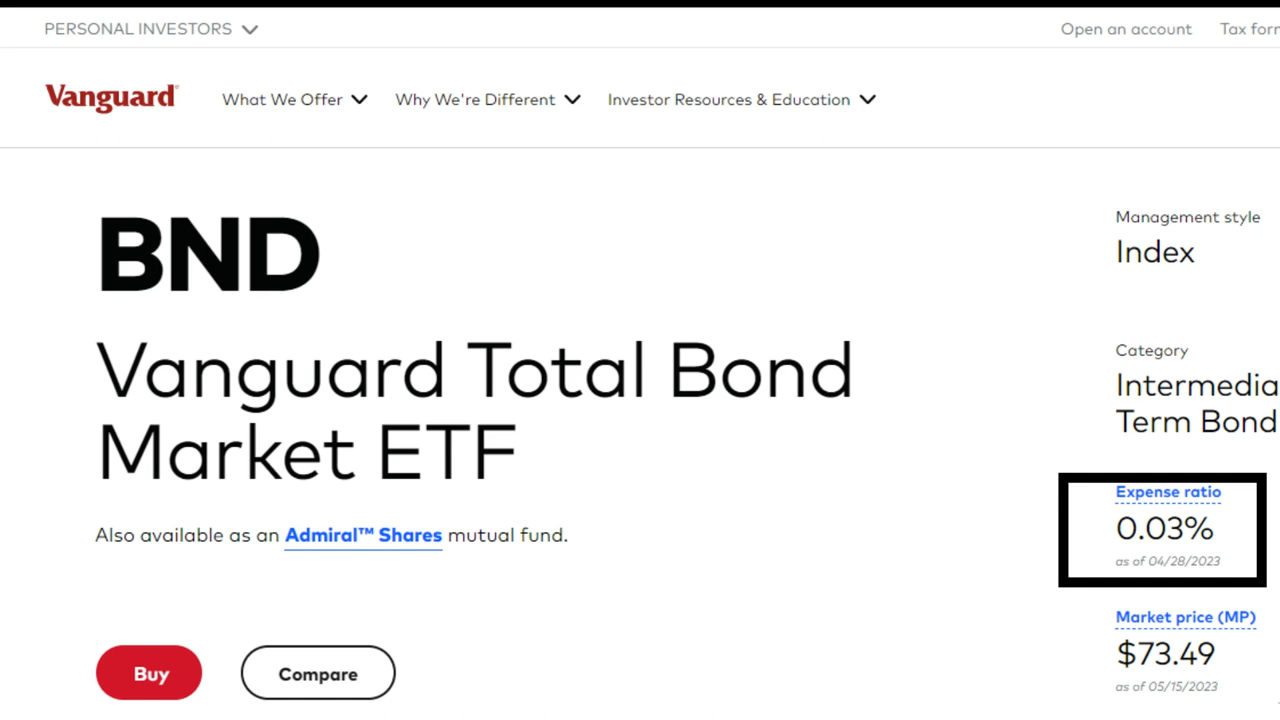 PERSONAL INVESTORS
Open an account
Tax form
Vanguard
What We Offer
Why We're Different
Investor Resources & Education
BND
Vanguard Total Bond
Market ETF
Also available as an Admiral™ Shares mutual fund.
Buy
Compare
Management style
Index
Category
Intermedia
Term Bond
Expense ratio
0.03%
as of 04/28/2023
Market price (MP)
$73.49
as of 05/15/2023